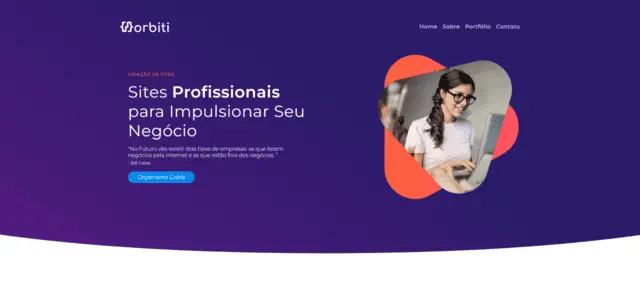 {/}orbiti
Home Sobre Portfólio Contato
CRIAÇÃO DE SITES
Sites Profissionais
para Impulsionar Seu
Negócio
"No Futuro vão existir dois tipos de empresas: as que fazem
negócios pela Internet e as que estão fora dos negócios. "
- Bill Gates
Orçamento Grátis